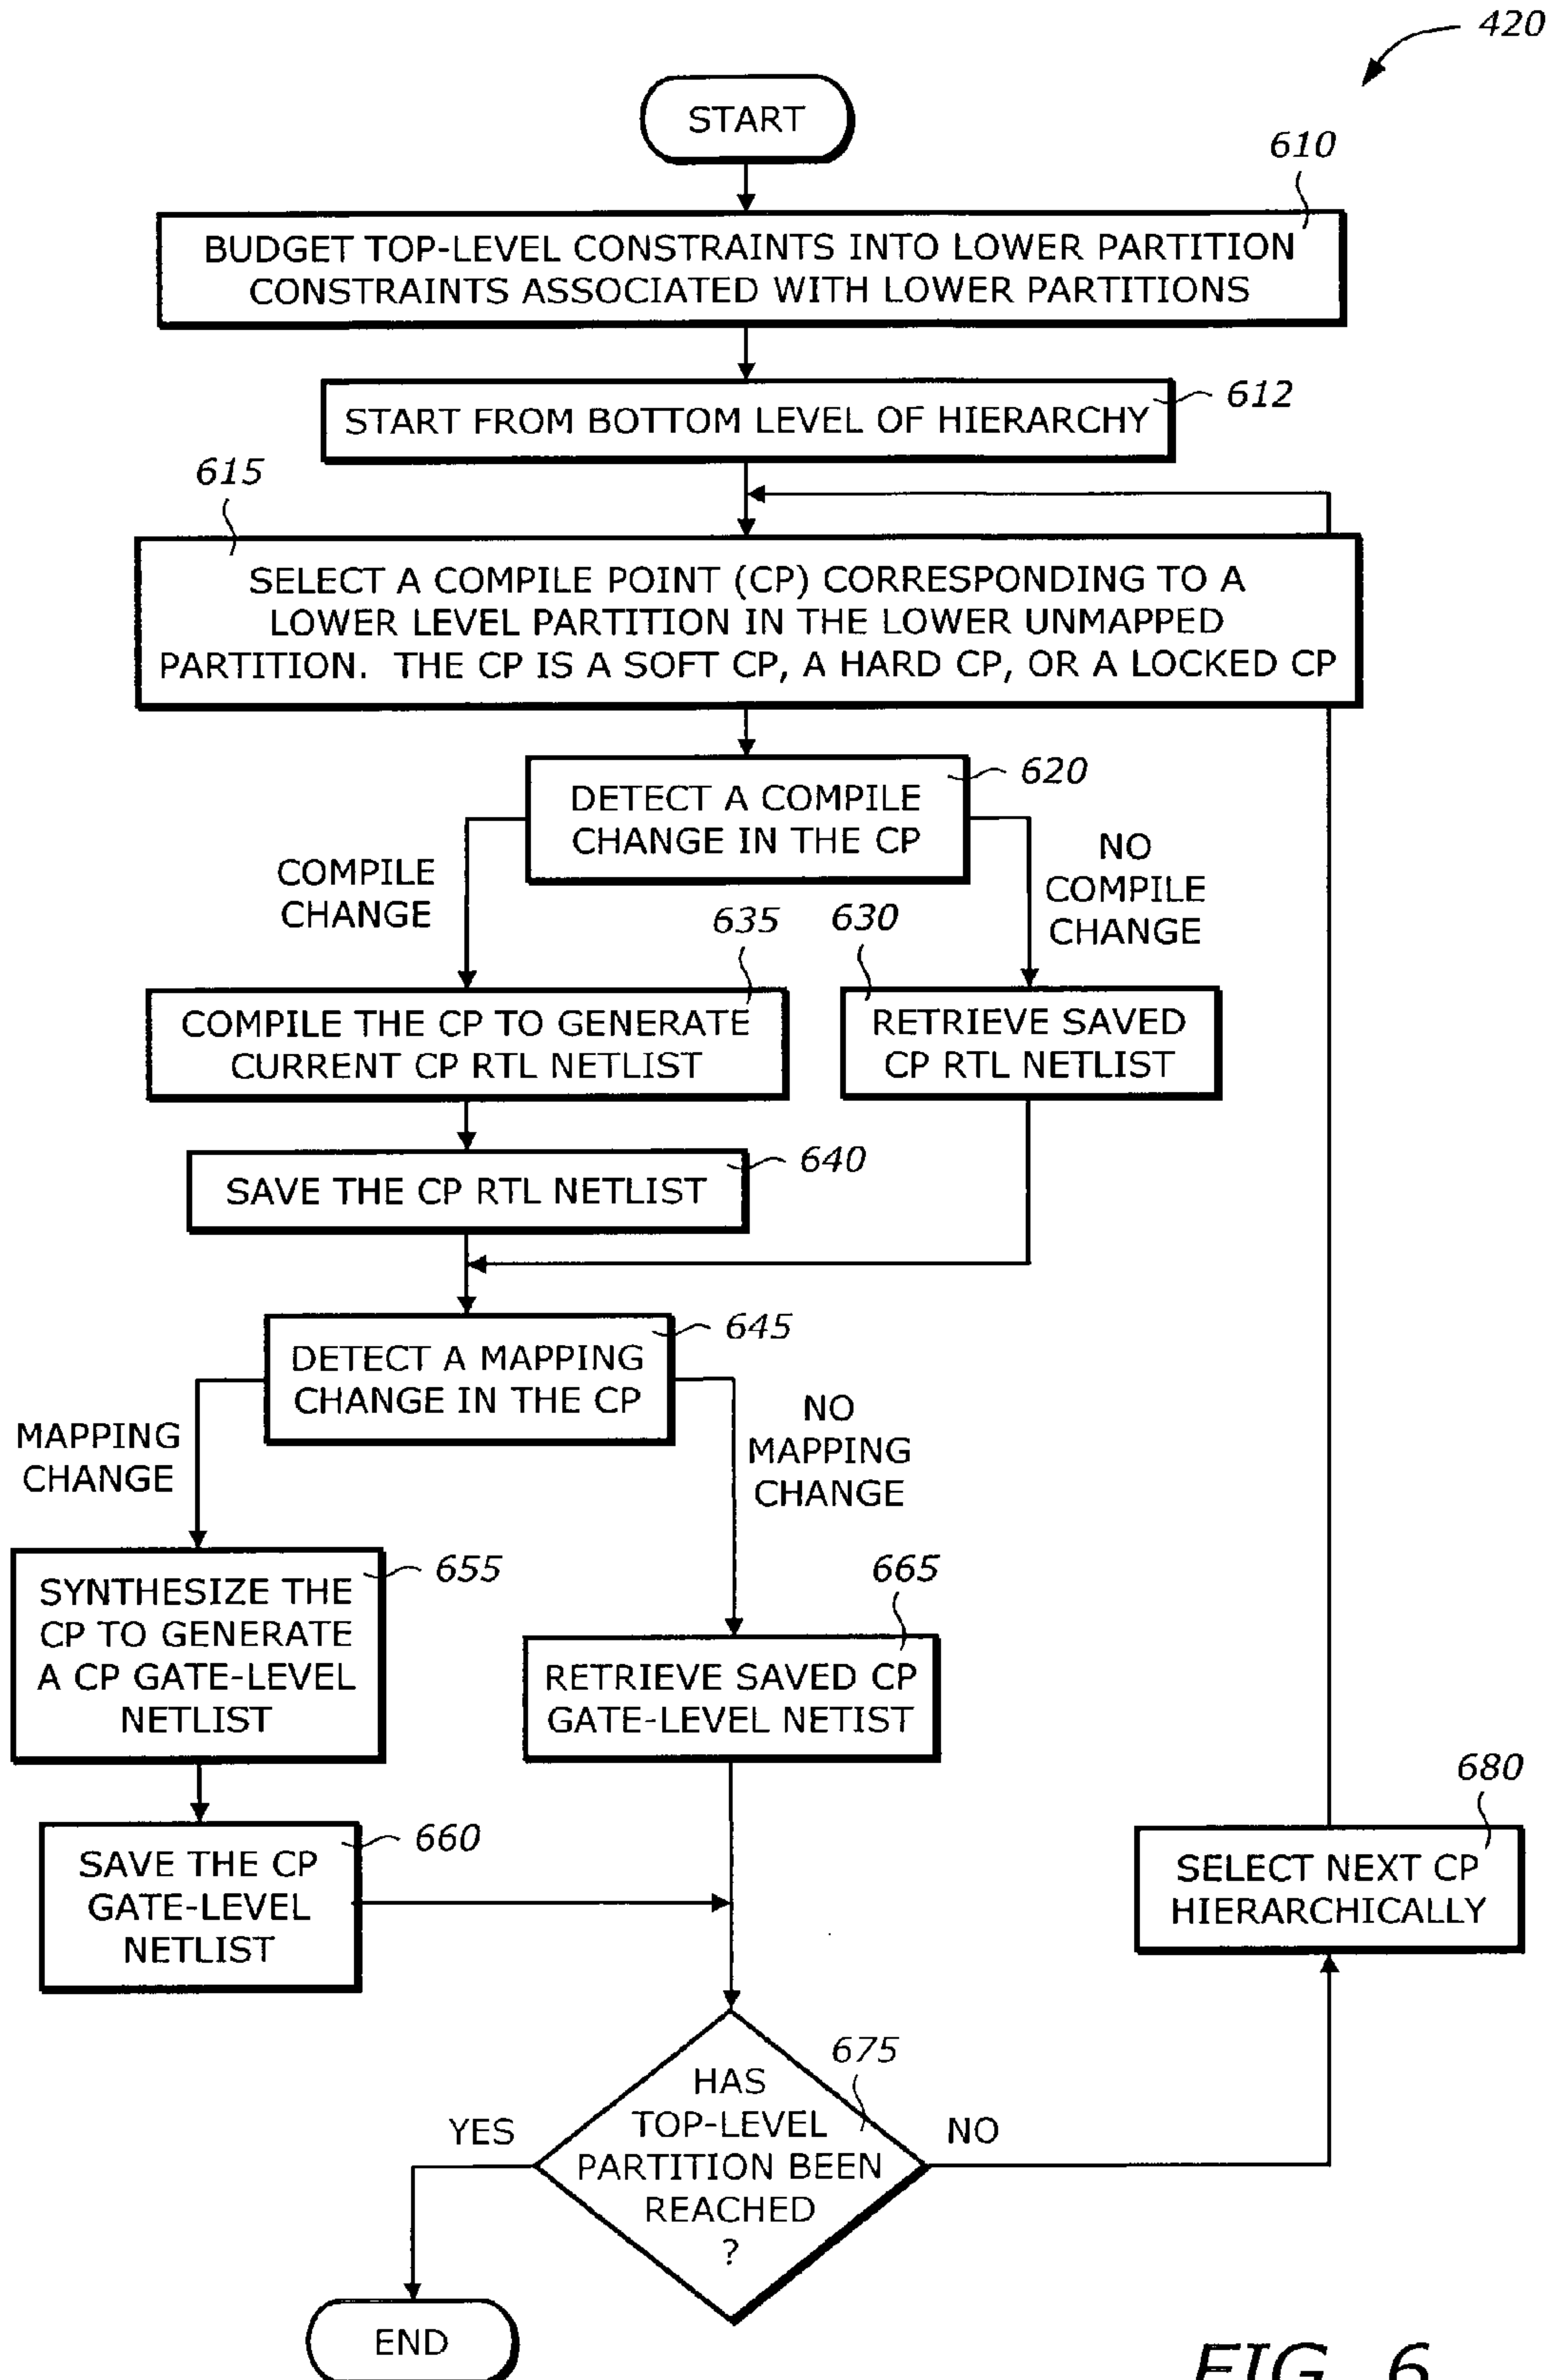 420
START
610
BUDGET TOP-LEVEL CONSTRAINTS INTO LOWER PARTITION
CONSTRAINTS ASSOCIATED WITH LOWER PARTITIONS
START FROM BOTTOM LEVEL OF HIERARCHY
612
615
SELECT A COMPILE POINT (CP) CORRESPONDING TO A
LOWER LEVEL PARTITION IN THE LOWER UNMAPPED
PARTITION. THE CP IS A SOFT CP, A HARD CP, OR A LOCKED CP
620
DETECT A COMPILE
CHANGE IN THE CP
COMPILE
CHANGE
NO
COMPILE
CHANGE
635
630
COMPILE THE CP TO GENERATE
CURRENT CP RTL NETLIST
RETRIEVE SAVED
CP RTL NETLIST
640
SAVE THE CP RTL NETLIST
645
DETECT A MAPPING
CHANGE IN THE CP
MAPPING
CHANGE
NO
MAPPING
CHANGE
655
SYNTHESIZE THE
CP TO GENERATE
A CP GATE-LEVEL
NETLIST
665
RETRIEVE SAVED CP
GATE-LEVEL NETIST
660
SAVE THE CP
GATE-LEVEL
NETLIST
680
SELECT NEXT CP
HIERARCHICALLY
675
HAS
TOP-LEVEL
PARTITION BEEN
REACHED
?
YES
NO
END
FIG. 6